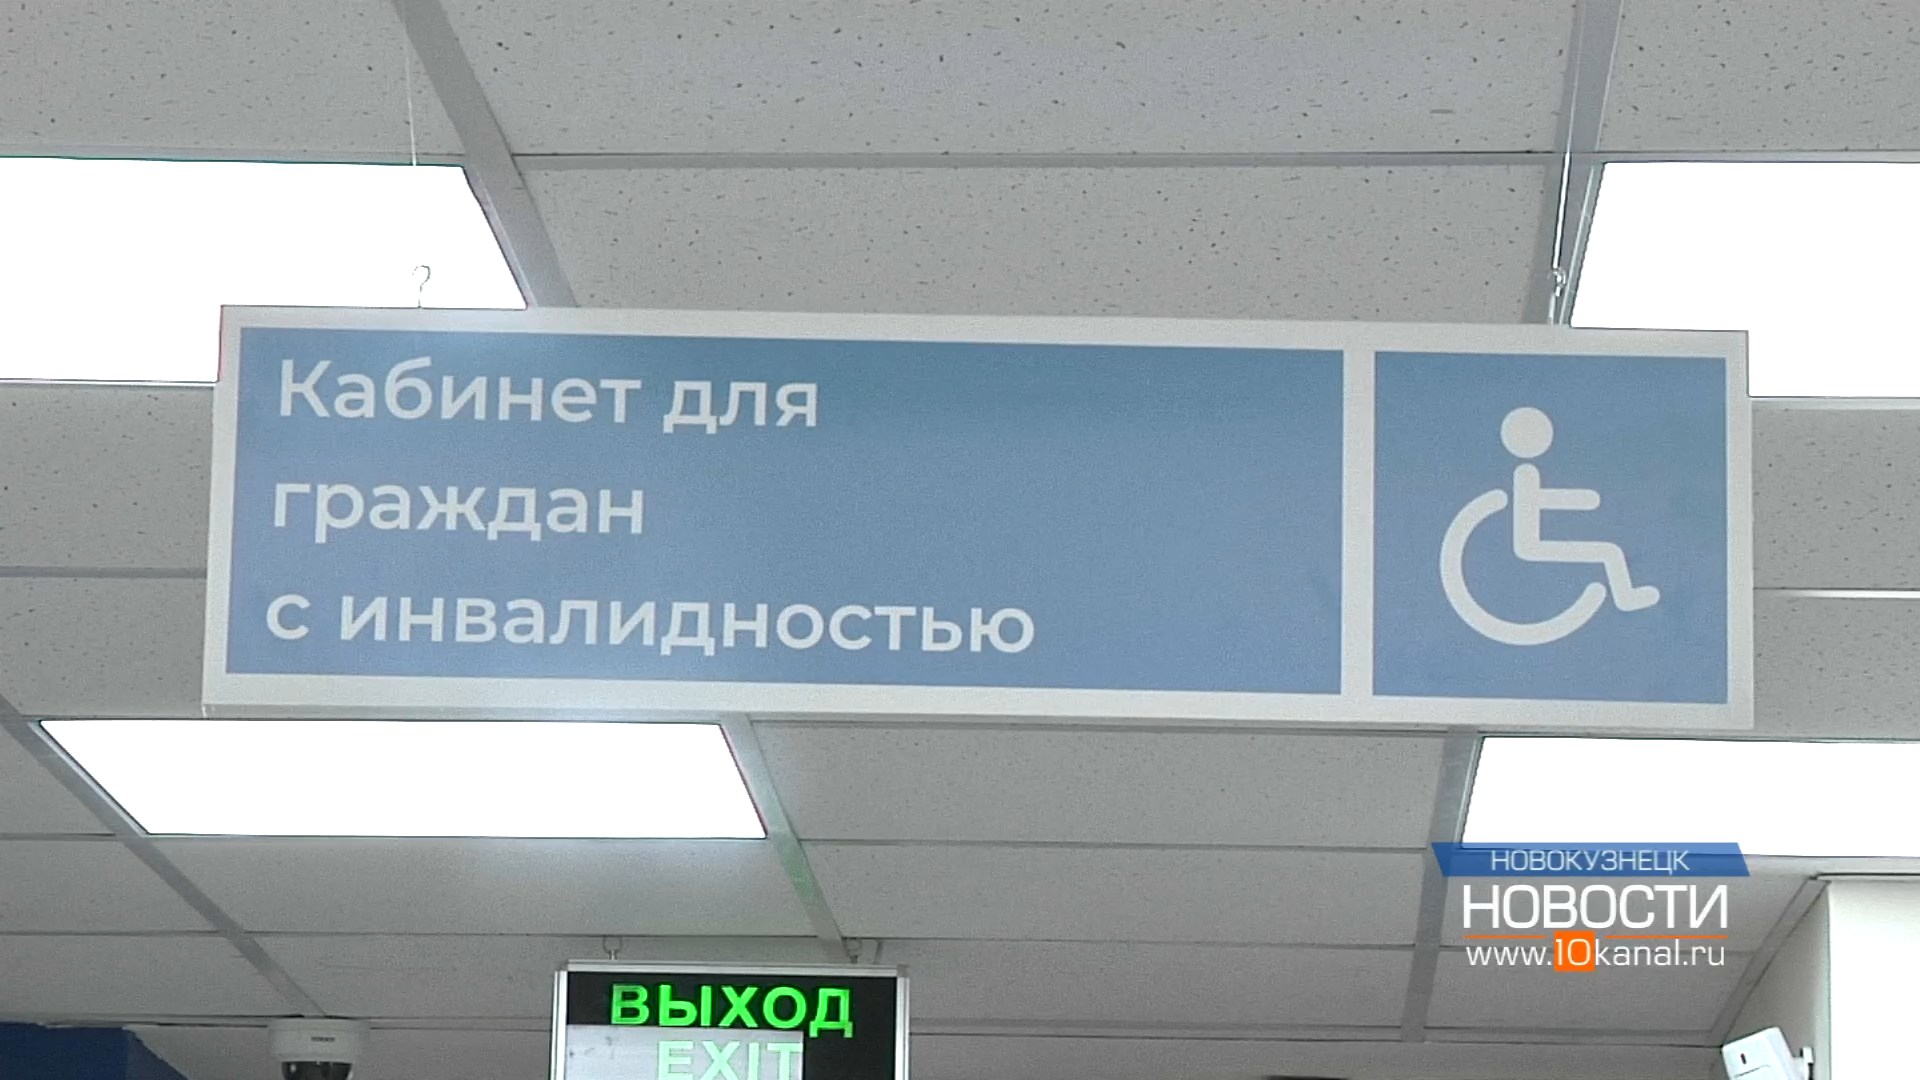 Кабинет для
граждан
с инвалидностью
НОВОКУЗНЕЦК
НОВОСТИ
www.10kanal.ru
ВЫХОД
EXIT